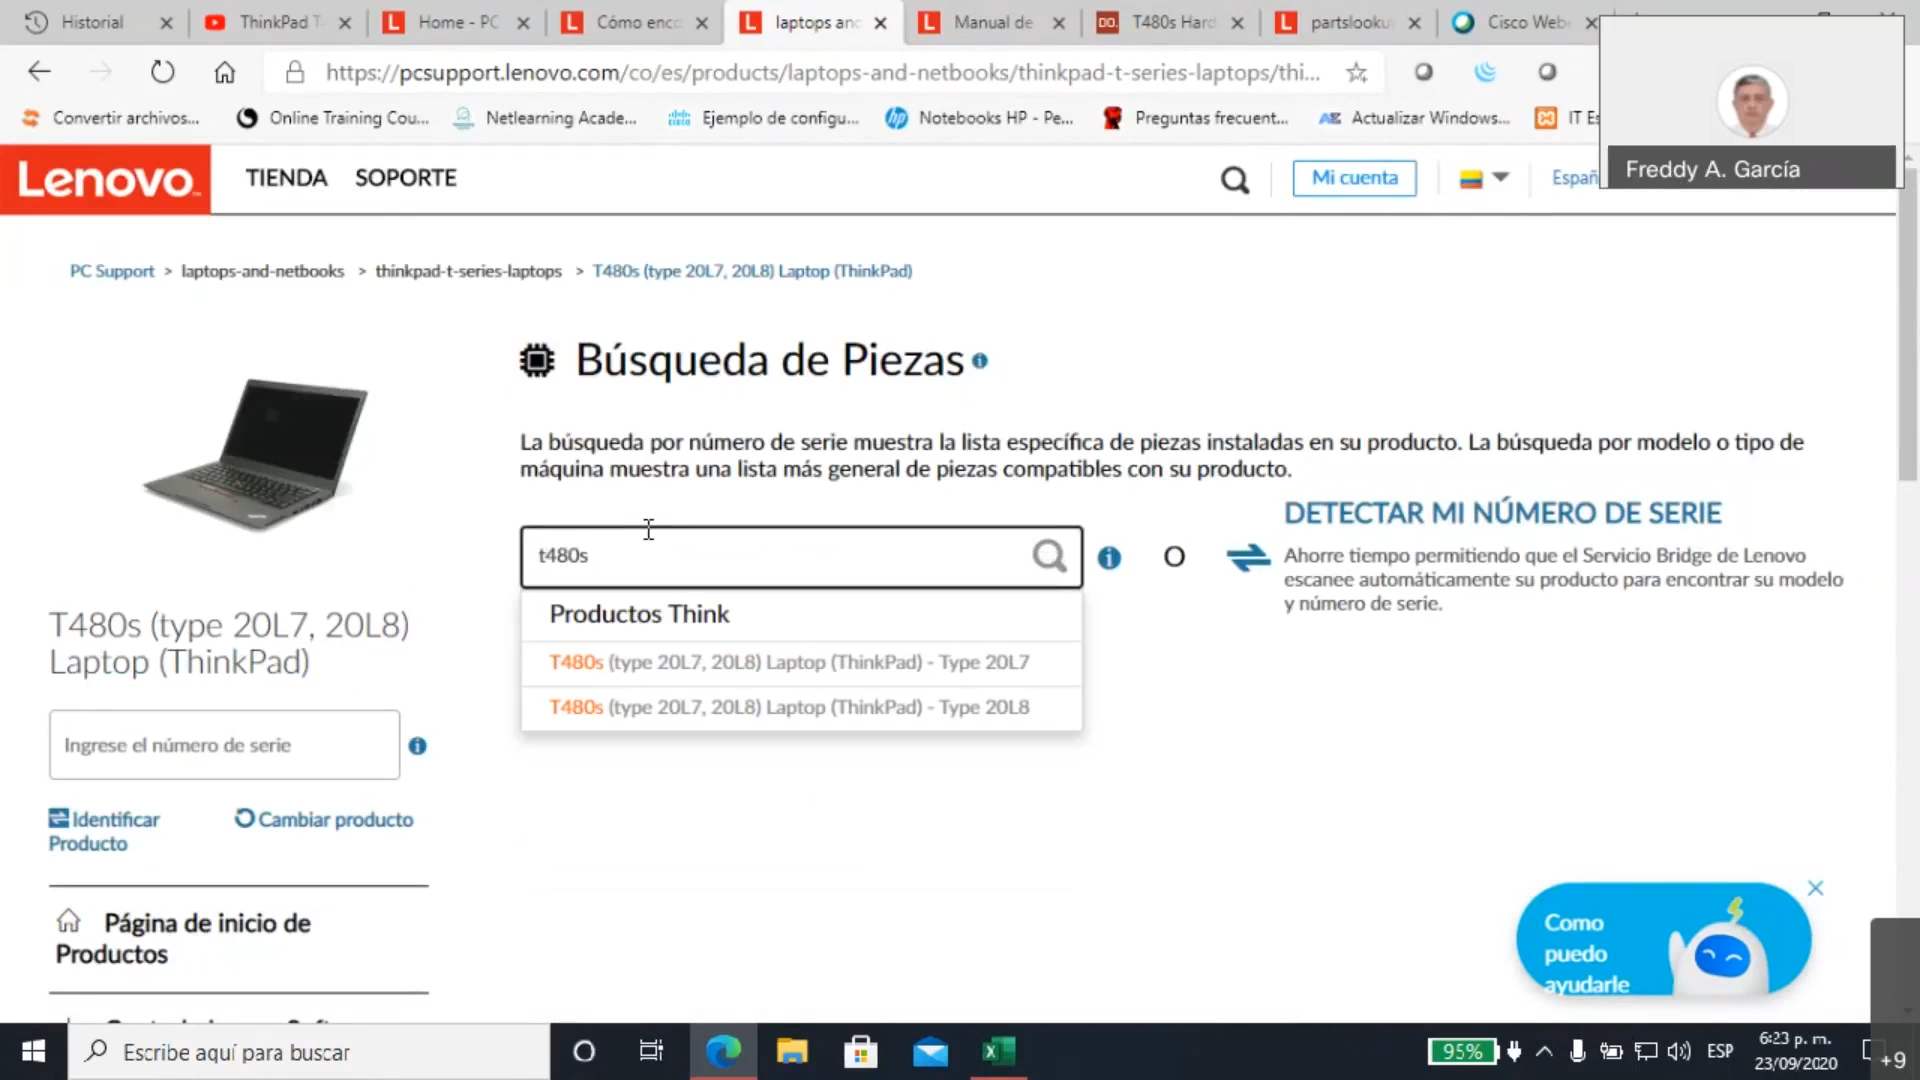 Historial
ThinkPad T
Home - PC
Cómo enco
laptops and
Manual de
DO.
T480s Hard
partslooku
Cisco Web
https://pcsupport.lenovo.com/co/es/products/laptops-and-netbooks/thinkpad-t-series-laptops/thi...
Convertir archivos...
Online Training Cou...
Netlearning Acade...
Ejemplo de configu...
Notebooks HP - Pe...
Preguntas frecuent...
Actualizar Windows...
IT Es
Freddy A. García
Lenovo
TIENDA
SOPORTE
Mi cuenta
Españ
PC Support > laptops-and-netbooks > thinkpad-t-series-laptops > T480s (type 20L7, 20L8) Laptop (ThinkPad)
Búsqueda de Piezas
La búsqueda por número de serie muestra la lista específica de piezas instaladas en su producto. La búsqueda por modelo o tipo de
máquina muestra una lista más general de piezas compatibles con su producto.
t480s
O
DETECTAR MI NÚMERO DE SERIE
Ahorre tiempo permitiendo que el Servicio Bridge de Lenovo
escanee automáticamente su producto para encontrar su modelo
y número de serie.
Productos Think
T480s (type 20L7, 20L8) Laptop (ThinkPad) - Type 20L7
T480s (type 20L7, 20L8) Laptop (ThinkPad) - Type 20L8
T480s (type 20L7, 20L8)
Laptop (ThinkPad)
Ingrese el número de serie
Identificar
Producto
Cambiar producto
Página de inicio de
Productos
Como
puedo
ayudarle
Escribe aquí para buscar
95%
ESP
6:23 p. m.
23/09/2020
+9